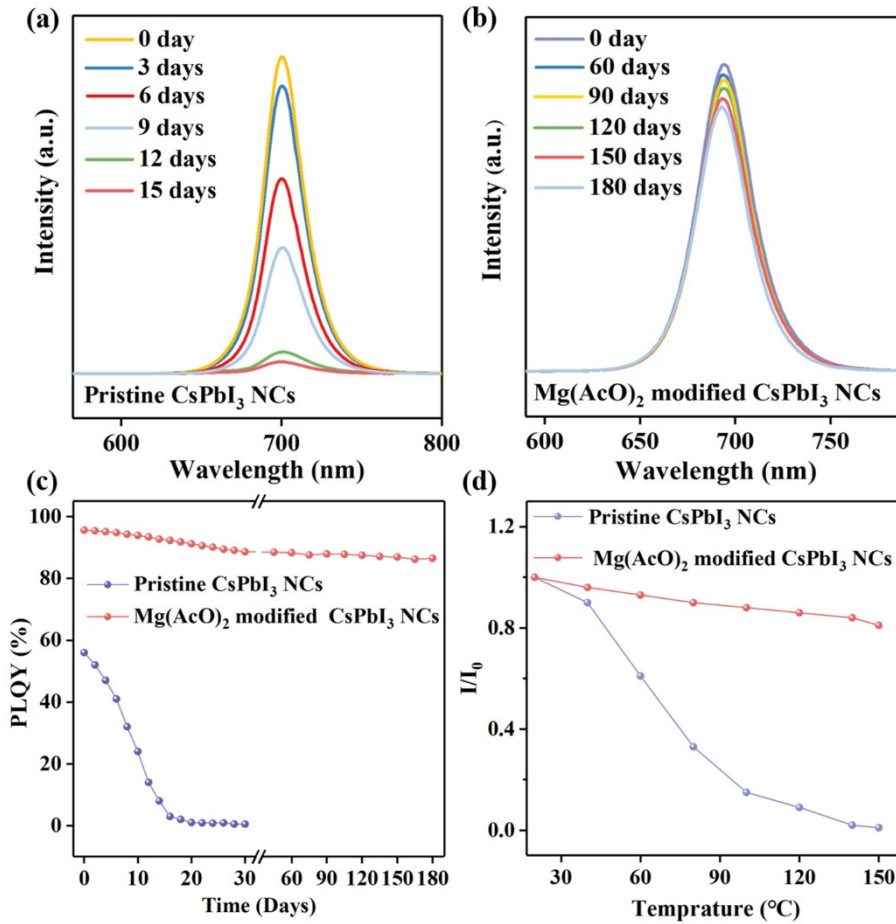 (a)
0 day
3 days
6 days
9 days
12 days
15 days
Intensity (a.u.)
Pristine CsPbI₃ NCs
600
700
800
Wavelength (nm)
(b)
0 day
60 days
90 days
120 days
150 days
180 days
Intensity (a.u.)
Mg(AcO)₂ modified CsPbI₃ NCs
600
650
700
750
Wavelength (nm)
(c)
100
80
60
40
20
0
PLQY (%)
Pristine CsPbI₃ NCs
Mg(AcO)₂ modified CsPbI₃ NCs
0
10
20
30
60
90
120
150
180
Time (Days)
(d)
Pristine CsPbI₃ NCs
Mg(AcO)₂ modified CsPbI₃ NCs
1.2
0.8
0.4
0.0
I/I₀
30
60
90
120
150
Temprature (°C)